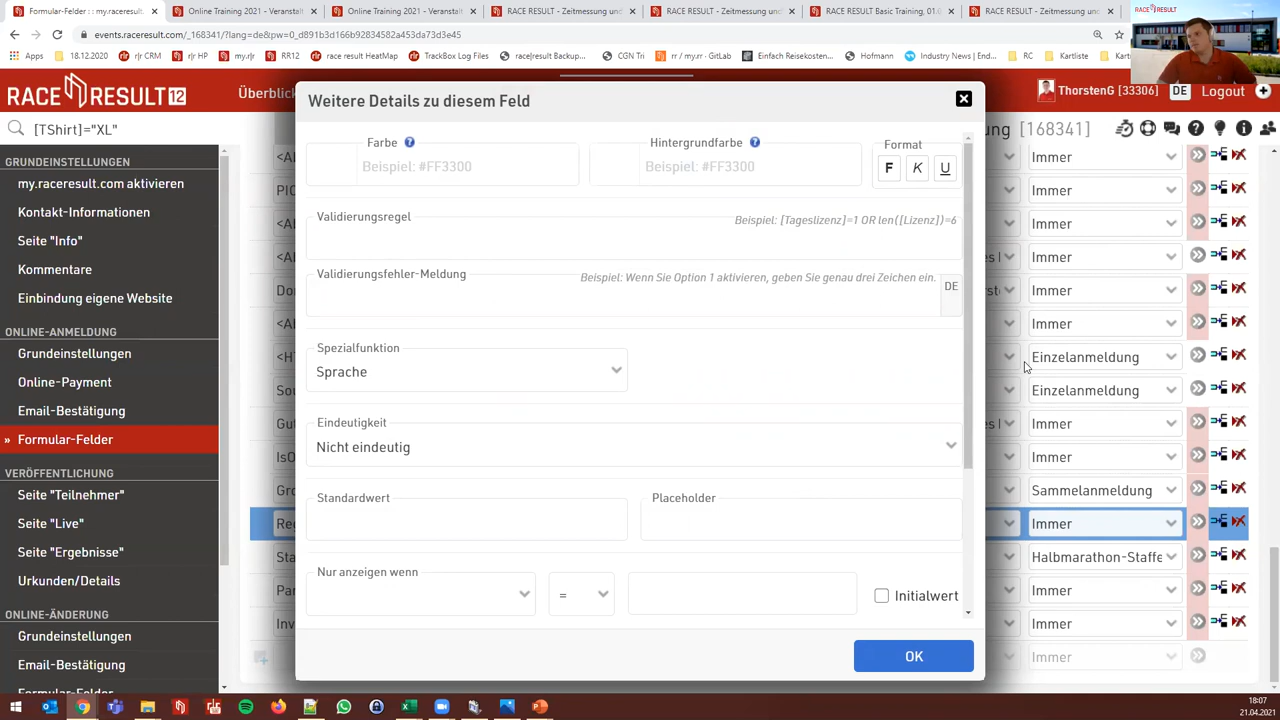 Formular-Felder : : my.raceresult.
Online Training 2021 - Veranstalt
Online Training 2021 - Veranstalt
RACE RESULT - Zeitmessung und
RACE RESULT - Zeitmessung und
RACE RESULT Basic Training, 01.0
RACE RESULT - Zeitmessung und
events.raceresult.com/_168341/?lang=de&pw=0_d891b3d166b92834582a453da7308#45
Apps
18.12.2020
r|r CRM
r|r Confluence
my.r|r
RR12
race result HeatMap
TrackBox Log Files
race|result Backup...
CGN Tri
rr / my.rr · GitLab
Einfach Reisekosten...
Hofmann
Industry News | En...
RC
Kartliste
RACE RESULT 12
Überblick
ThorstenG [33306]
DE
Logout
[TShirt]="XL"
[168341]
GRUNDEINSTELLUNGEN
my.raceresult.com aktivieren
Kontakt-Informationen
Seite "Info"
Kommentare
Einbindung eigene Website
ONLINE-ANMELDUNG
Grundeinstellungen
Online-Payment
Email-Bestätigung
» Formular-Felder
VERÖFFENTLICHUNG
Seite "Teilnehmer"
Seite "Live"
Seite "Ergebnisse"
Urkunden/Details
ONLINE-ÄNDERUNG
Grundeinstellungen
Email-Bestätigung
Formular-Felder
Weitere Details zu diesem Feld
Farbe
Beispiel: #FF3300
Hintergrundfarbe
Beispiel: #FF3300
Format
F K U
Validierungsregel
Beispiel: [Tageslizenz]=1 OR len([Lizenz])=6
Validierungsfehler-Meldung
Beispiel: Wenn Sie Option 1 aktivieren, geben Sie genau drei Zeichen ein.
DE
Spezialfunktion
Sprache
Eindeutigkeit
Nicht eindeutig
Standardwert
Placeholder
Nur anzeigen wenn
=
Initialwert
OK
Immer
Immer
Immer
Immer
Immer
Immer
Einzelanmeldung
Einzelanmeldung
Immer
Immer
Sammelanmeldung
Immer
Halbmarathon-Staffe
Immer
Immer
Immer
18:07
21.04.2021